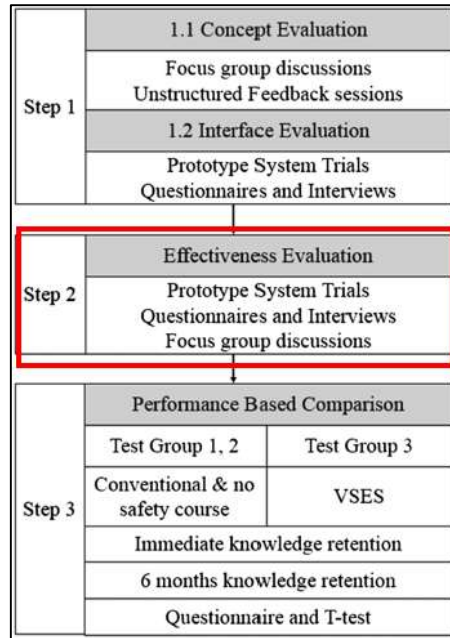 Step 1
1.1 Concept Evaluation
Focus group discussions
Unstructured Feedback sessions
1.2 Interface Evaluation
Prototype System Trials
Questionnaires and Interviews
Step 2
Effectiveness Evaluation
Prototype System Trials
Questionnaires and Interviews
Focus group discussions
Step 3
Performance Based Comparison
Test Group 1, 2
Test Group 3
Conventional & no
safety course
VSES
Immediate knowledge retention
6 months knowledge retention
Questionnaire and T-test